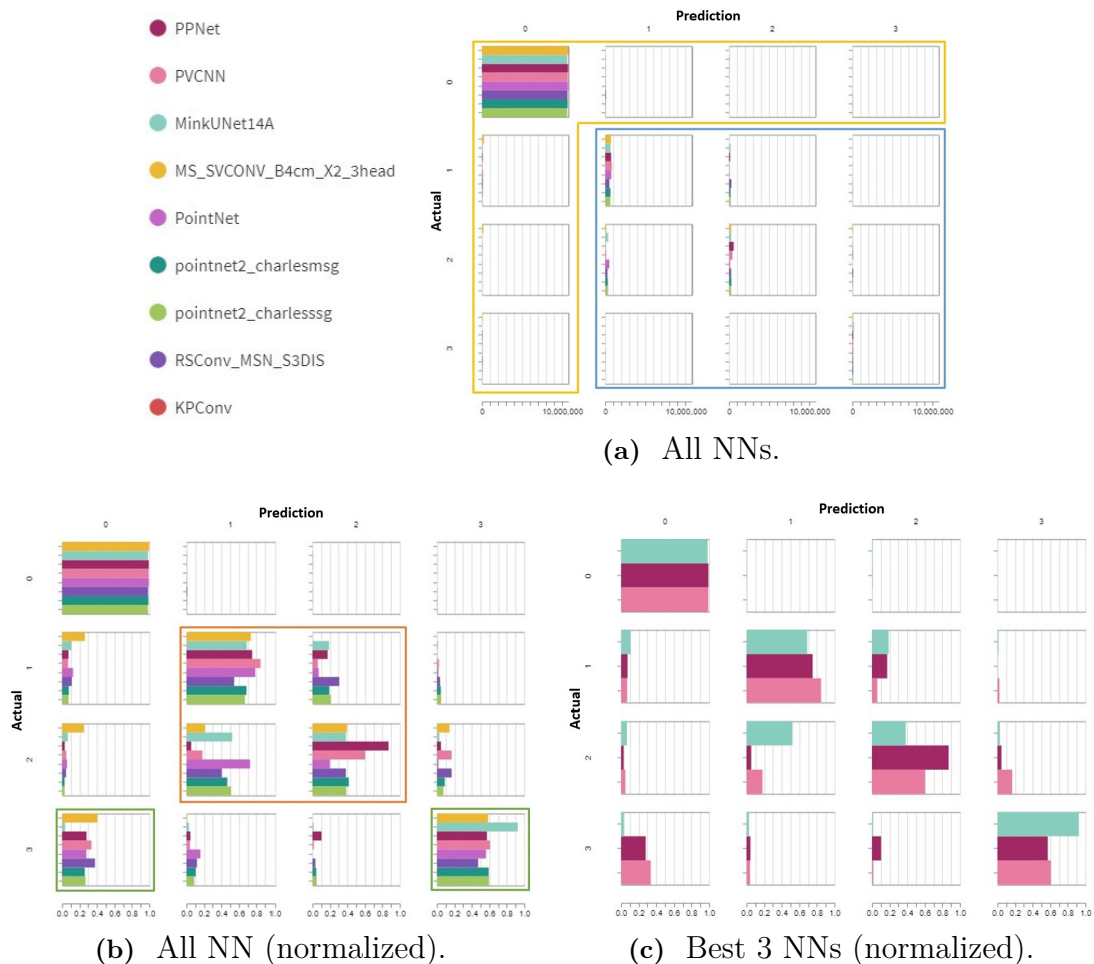 PPNet
PVCNN
MinkUNet14A
MS_SVCONV_B4cm_X2_3head
PointNet
pointnet2_charlesmsg
pointnet2_charlesssg
RSConv_MSN_S3DIS
KPConv
Prediction
0 1 2 3
Actual
0
1
2
3
0 10,000,000 0 10,000,000 0 10,000,000 0 10,000,000
(a) All NNs.
Prediction
0 1 2 3
Actual
0
1
2
3
0.0 0.2 0.4 0.6 0.8 1.0 0.0 0.2 0.4 0.6 0.8 1.0 0.0 0.2 0.4 0.6 0.8 1.0 0.0 0.2 0.4 0.6 0.8 1.0
(b) All NN (normalized).
Prediction
0 1 2 3
Actual
0
1
2
3
0.0 0.2 0.4 0.6 0.8 1.0 0.0 0.2 0.4 0.6 0.8 1.0 0.0 0.2 0.4 0.6 0.8 1.0 0.0 0.2 0.4 0.6 0.8 1.0
(c) Best 3 NNs (normalized).